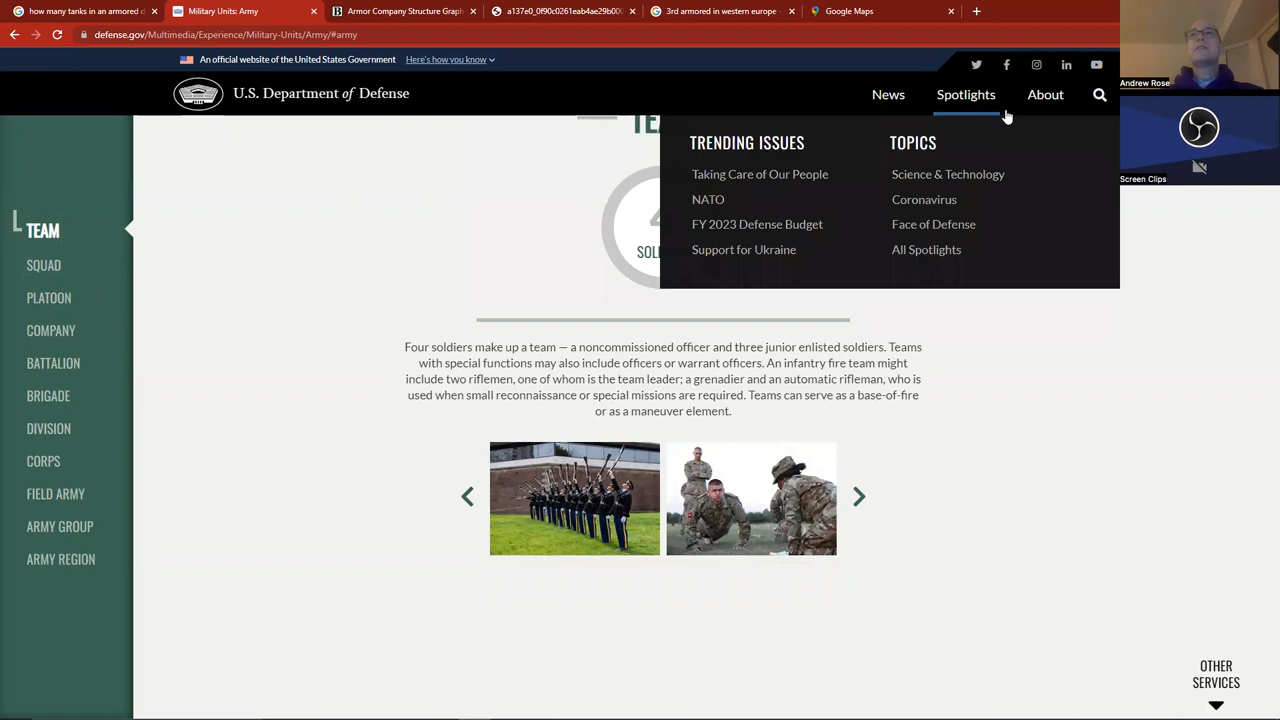 how many tanks in an armored d
Military Units: Army
Armor Company Structure Graph
a137e0_0f90c0261eab4ae29b00
3rd armored in western europe -
Google Maps
defense.gov/Multimedia/Experience/Military-Units/Army/#army
An official website of the United States Government
Here's how you know
U.S. Department of Defense
News
Spotlights
About
Andrew Rose
Screen Clips
TRENDING ISSUES
Taking Care of Our People
NATO
FY 2023 Defense Budget
Support for Ukraine
TOPICS
Science & Technology
Coronavirus
Face of Defense
All Spotlights
TEAM
SQUAD
PLATOON
COMPANY
BATTALION
BRIGADE
DIVISION
CORPS
FIELD ARMY
ARMY GROUP
ARMY REGION
Four soldiers make up a team — a noncommissioned officer and three junior enlisted soldiers. Teams
with special functions may also include officers or warrant officers. An infantry fire team might
include two riflemen, one of whom is the team leader; a grenadier and an automatic rifleman, who is
used when small reconnaissance or special missions are required. Teams can serve as a base-of-fire
or as a maneuver element.
OTHER
SERVICES